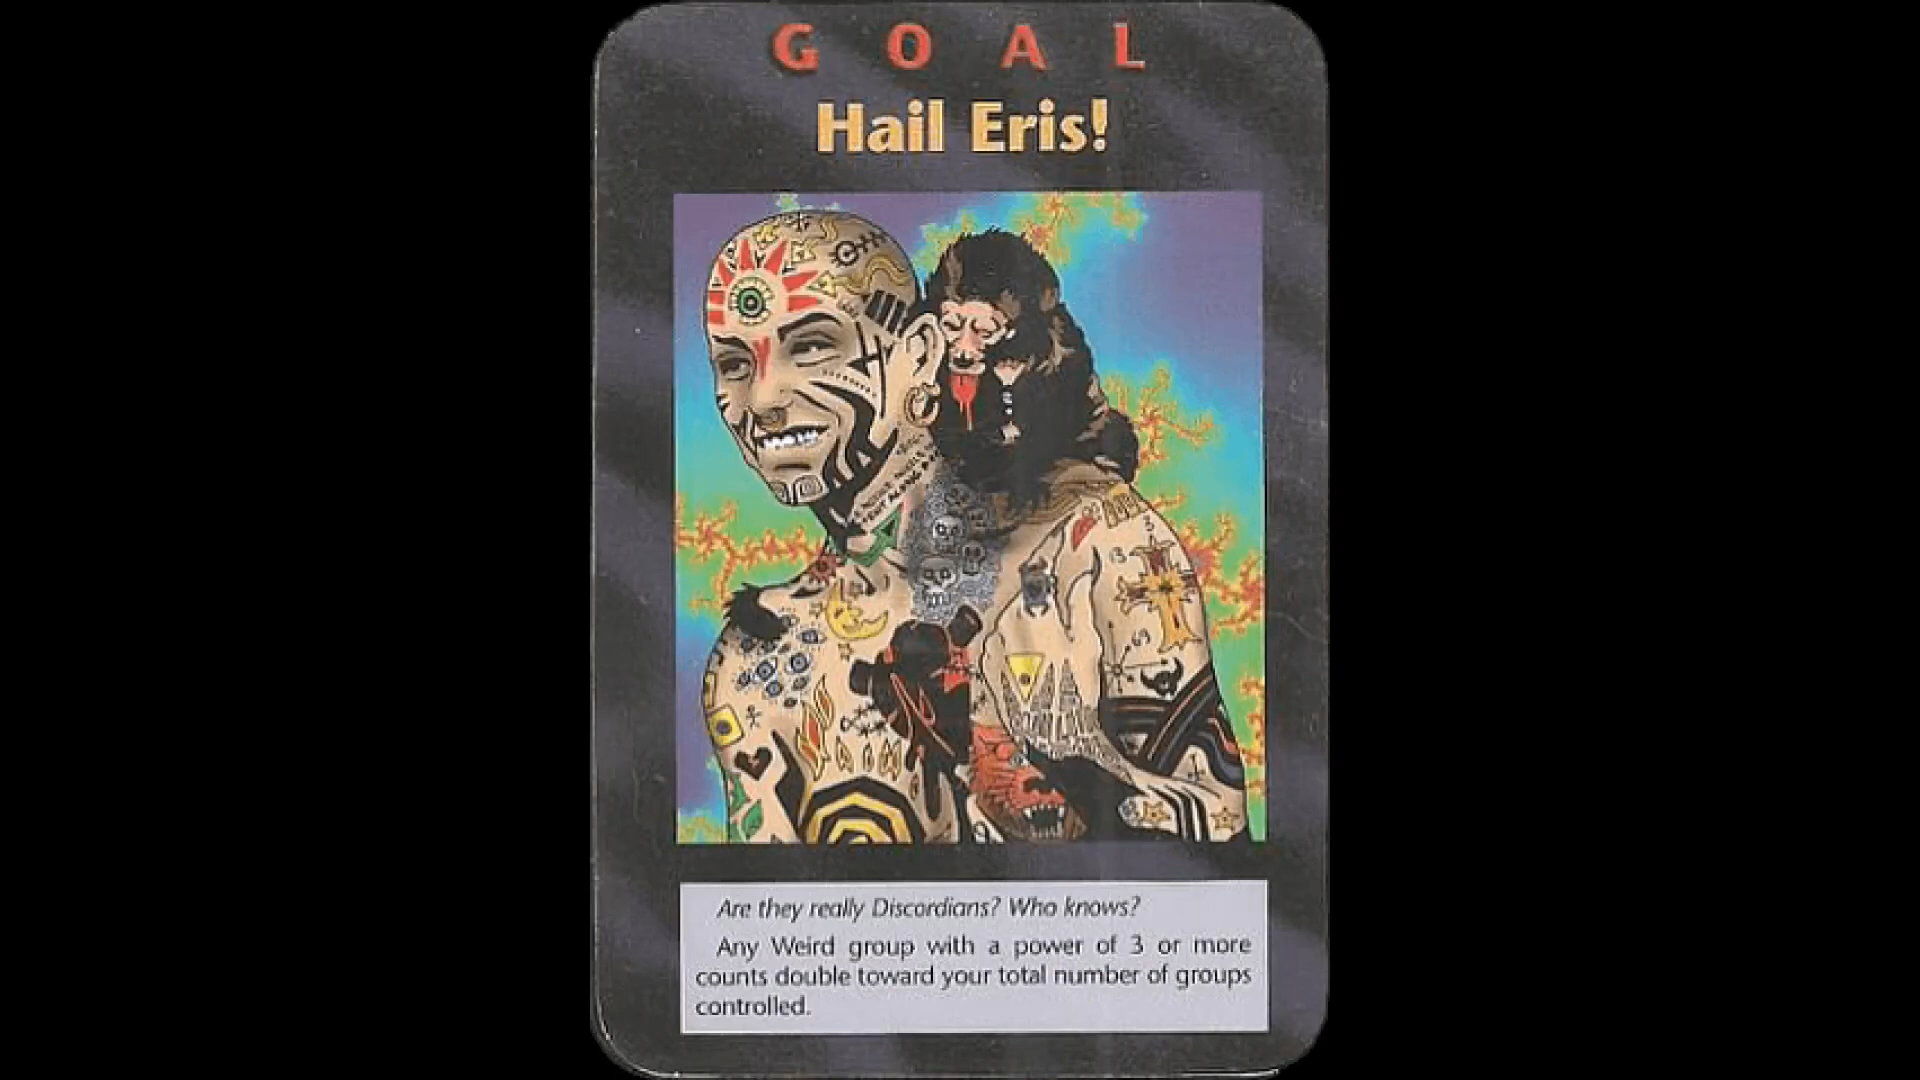 GOAL
Hail Eris!
Are they really Discordians? Who knows?
Any Weird group with a power of 3 or more
counts double toward your total number of groups
controlled.